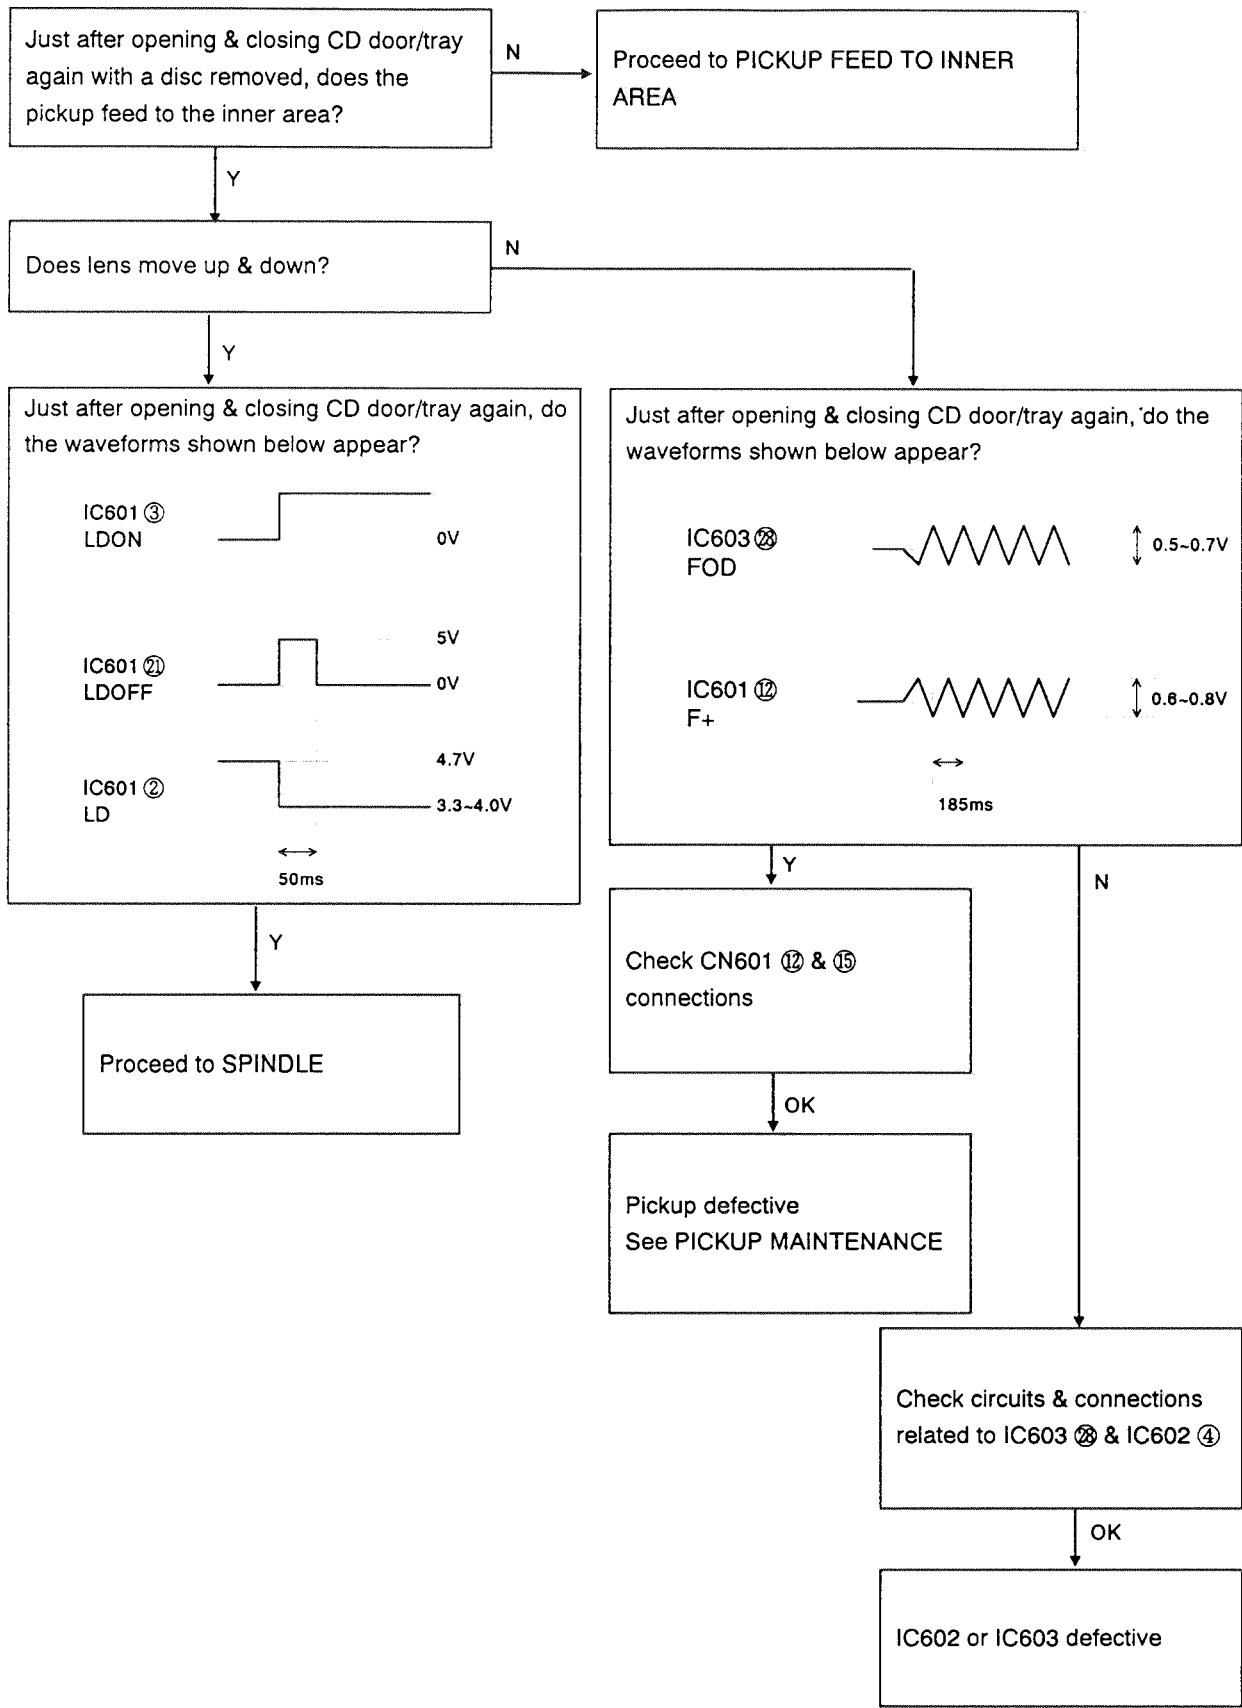 Just after opening & closing CD door/tray
again with a disc removed, does the
pickup feed to the inner area?
N
Proceed to PICKUP FEED TO INNER
AREA
Y
Does lens move up & down?
N
Y
Just after opening & closing CD door/tray again, do
the waveforms shown below appear?
IC601 ③
LDON
0V
IC601 ㉑
LDOFF
5V
0V
IC601 ②
LD
4.7V
3.3~4.0V
50ms
Y
Proceed to SPINDLE
Just after opening & closing CD door/tray again, do the
waveforms shown below appear?
IC603 ㉘
FOD
0.5~0.7V
IC601 ⑫
F+
0.6~0.8V
185ms
Y
N
Check CN601 ⑫ & ⑮
connections
OK
Pickup defective
See PICKUP MAINTENANCE
Check circuits & connections
related to IC603 ㉘ & IC602 ④
OK
IC602 or IC603 defective